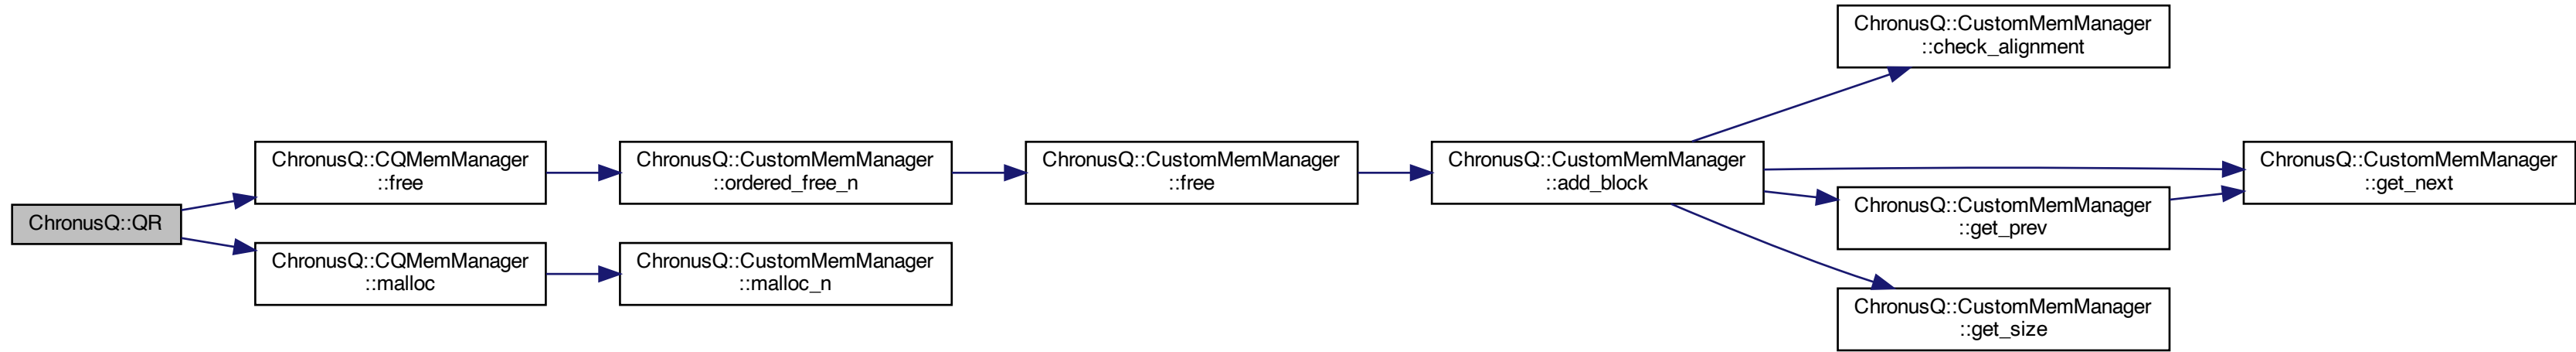 ChronusQ::QR
ChronusQ::CQMemManager
::free
ChronusQ::CQMemManager
::malloc
ChronusQ::CustomMemManager
::ordered_free_n
ChronusQ::CustomMemManager
::malloc_n
ChronusQ::CustomMemManager
::free
ChronusQ::CustomMemManager
::add_block
ChronusQ::CustomMemManager
::check_alignment
ChronusQ::CustomMemManager
::get_prev
ChronusQ::CustomMemManager
::get_size
ChronusQ::CustomMemManager
::get_next